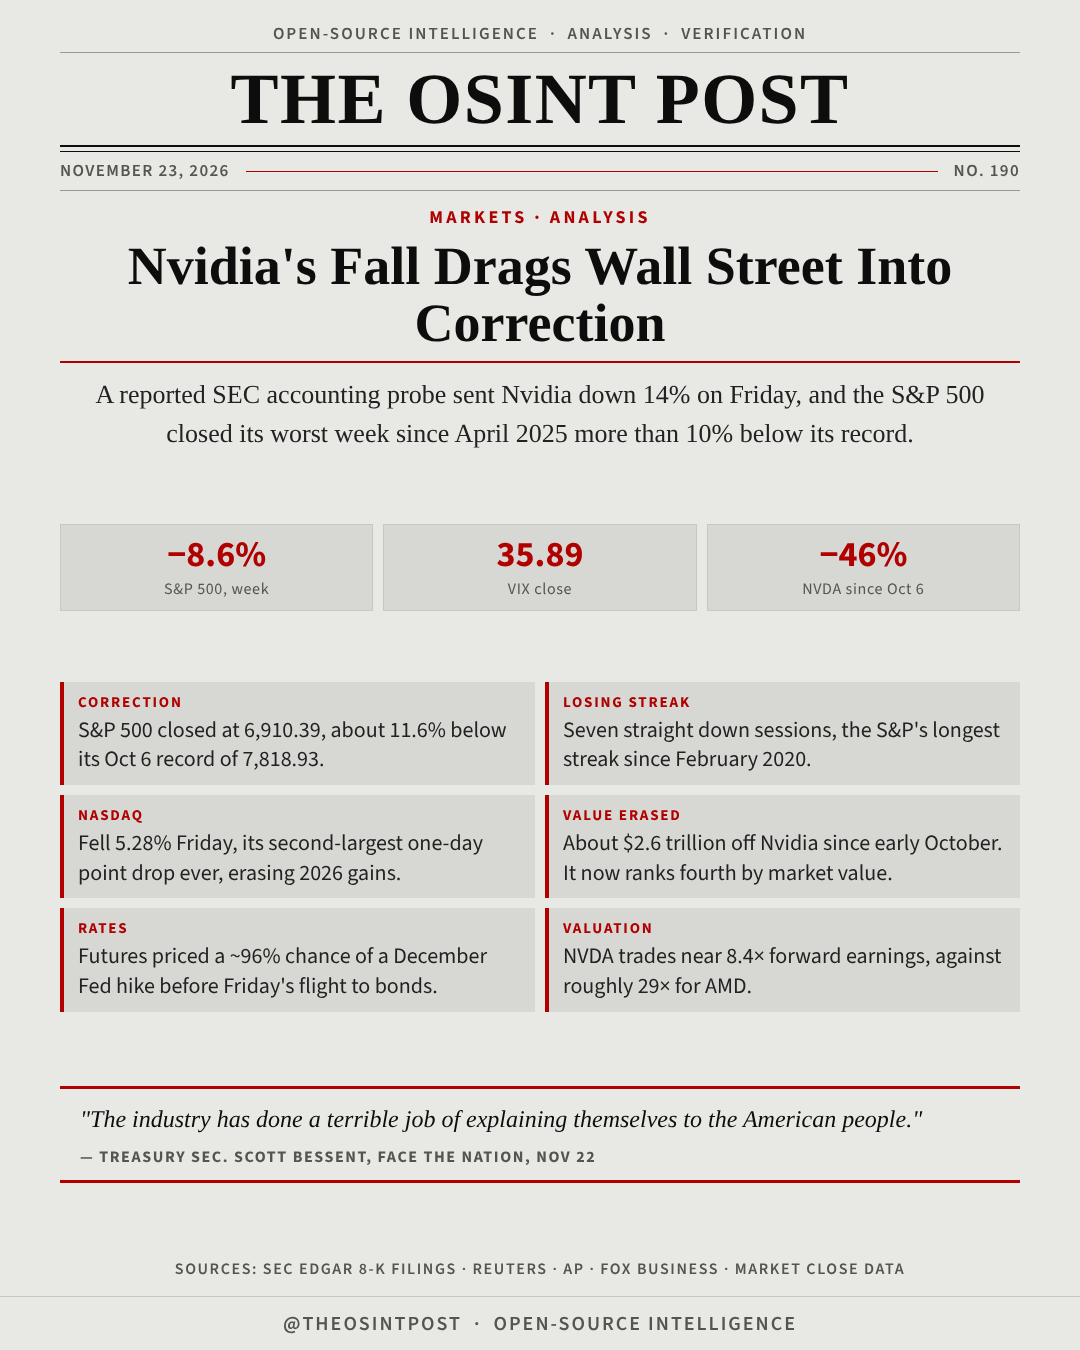 OPEN-SOURCE INTELLIGENCE · ANALYSIS · VERIFICATION
THE OSINT POST
NOVEMBER 23, 2026
NO. 190
MARKETS · ANALYSIS
Nvidia's Fall Drags Wall Street Into
Correction
A reported SEC accounting probe sent Nvidia down 14% on Friday, and the S&P 500
closed its worst week since April 2025 more than 10% below its record.
−8.6%
S&P 500, week
35.89
VIX close
−46%
NVDA since Oct 6
CORRECTION
S&P 500 closed at 6,910.39, about 11.6% below
its Oct 6 record of 7,818.93.
LOSING STREAK
Seven straight down sessions, the S&P's longest
streak since February 2020.
NASDAQ
Fell 5.28% Friday, its second-largest one-day
point drop ever, erasing 2026 gains.
VALUE ERASED
About $2.6 trillion off Nvidia since early October.
It now ranks fourth by market value.
RATES
Futures priced a ~96% chance of a December
Fed hike before Friday's flight to bonds.
VALUATION
NVDA trades near 8.4× forward earnings, against
roughly 29× for AMD.
"The industry has done a terrible job of explaining themselves to the American people."
— TREASURY SEC. SCOTT BESSENT, FACE THE NATION, NOV 22
SOURCES: SEC EDGAR 8-K FILINGS · REUTERS · AP · FOX BUSINESS · MARKET CLOSE DATA
@THEOSINTPOST · OPEN-SOURCE INTELLIGENCE